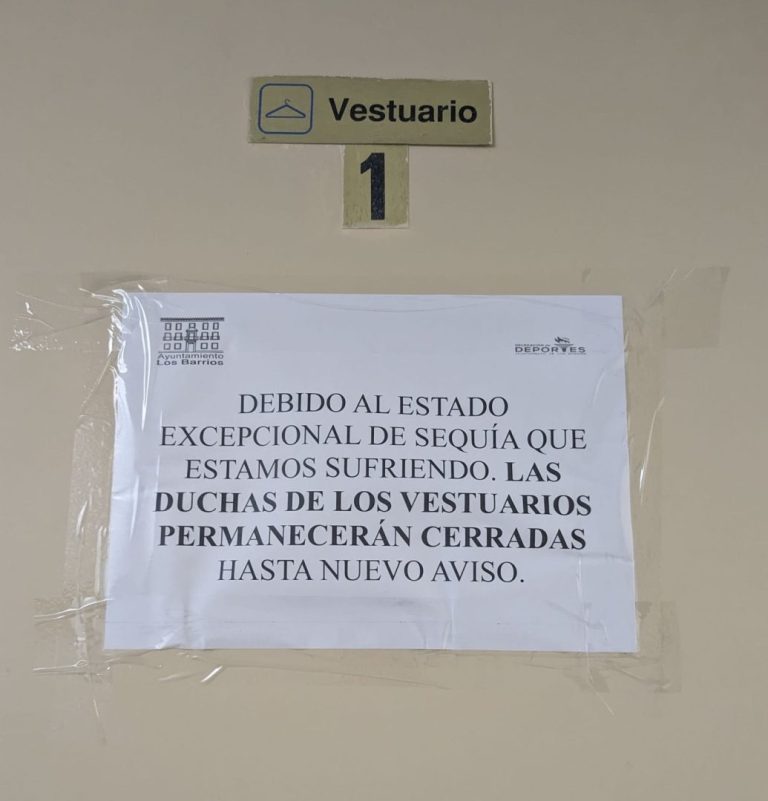 Vestuario
1
Ayuntamiento
Los Barrios
DEPORTES
DEBIDO AL ESTADO
EXCEPCIONAL DE SEQUÍA QUE
ESTAMOS SUFRIENDO. LAS
DUCHAS DE LOS VESTUARIOS
PERMANECERÁN CERRADAS
HASTA NUEVO AVISO.